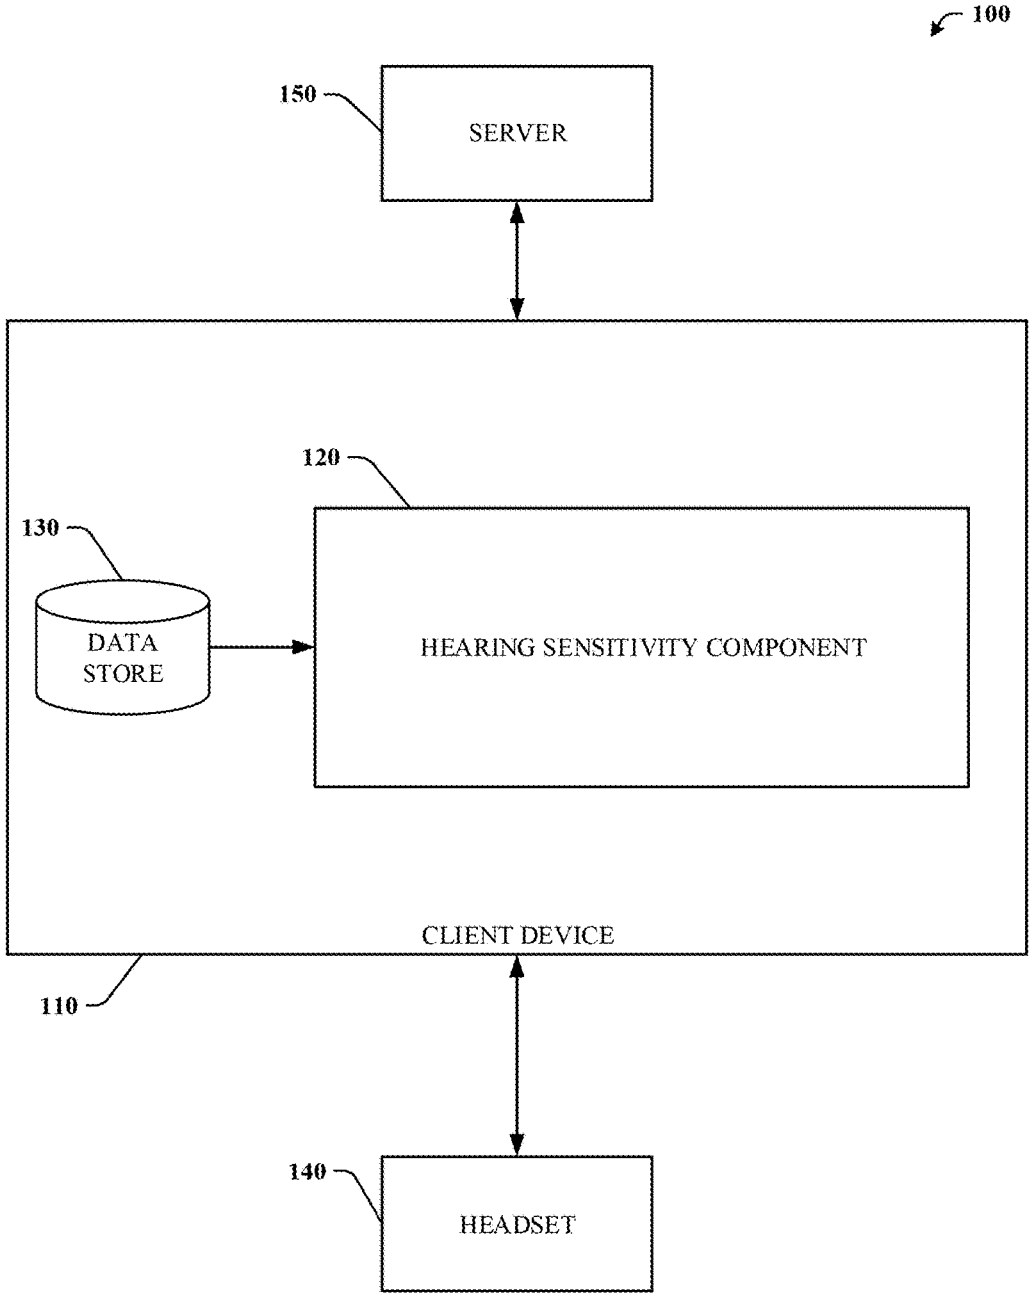 100
150
SERVER
120
130
DATA
STORE
HEARING SENSITIVITY COMPONENT
CLIENT DEVICE
110
140
HEADSET